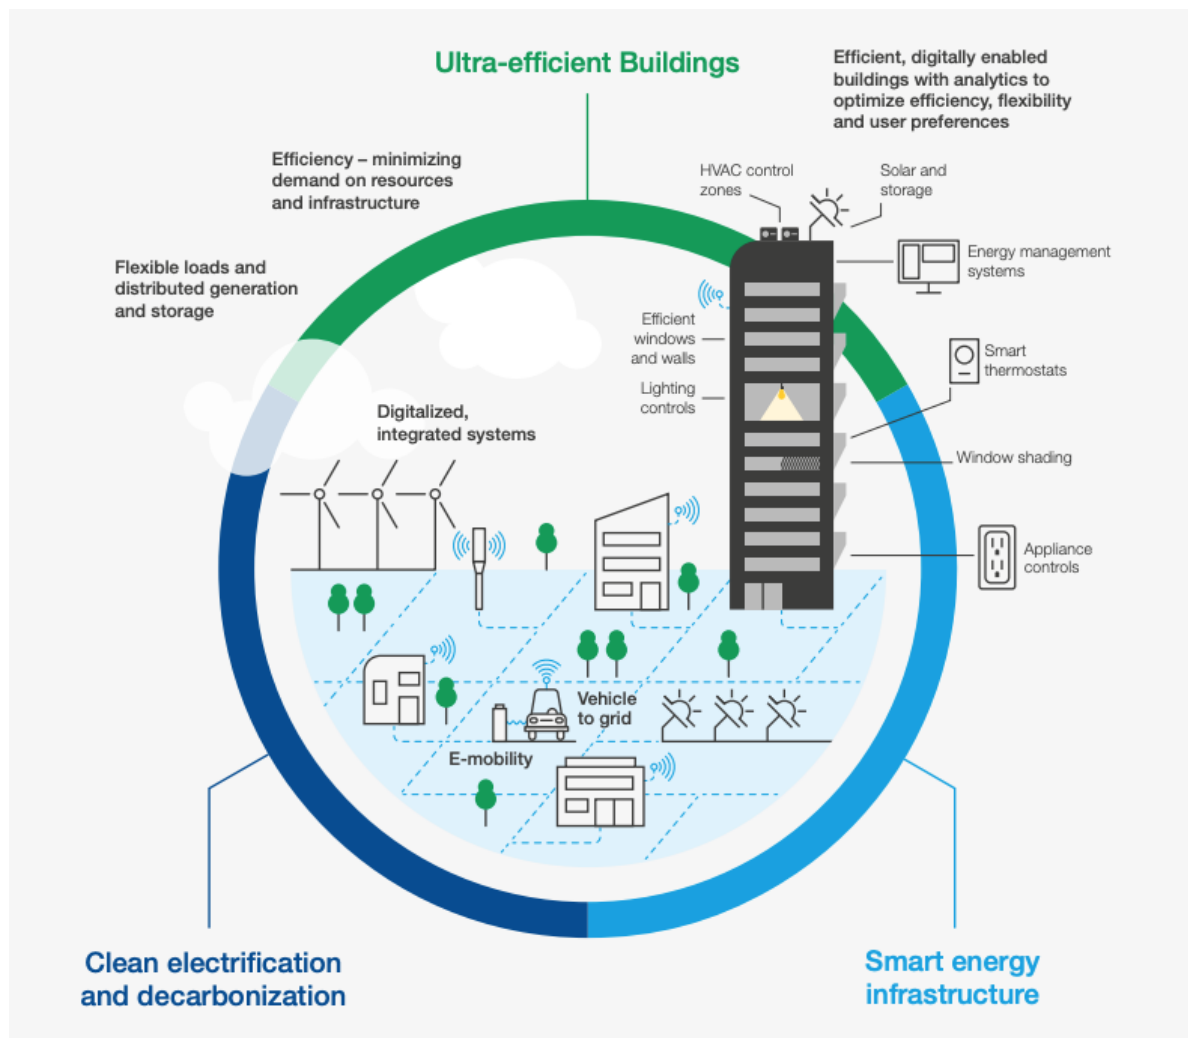 Ultra-efficient Buildings
Efficient, digitally enabled
buildings with analytics to
optimize efficiency, flexibility
and user preferences
Efficiency – minimizing
demand on resources
and infrastructure
HVAC control
zones
Solar and
storage
Energy management
systems
Flexible loads and
distributed generation
and storage
Efficient
windows
and walls
Smart
thermostats
Lighting
controls
Digitalized,
integrated systems
Window shading
Appliance
controls
Vehicle
to grid
E-mobility
Clean electrification
and decarbonization
Smart energy
infrastructure